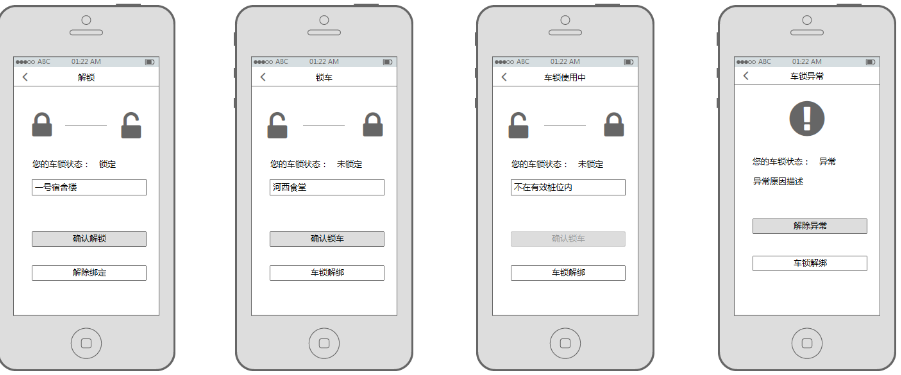 ●●●○○ ABC 01:22 AM
解锁
您的车锁状态： 锁定
一号宿舍楼
确认解锁
解除绑定
●●●○○ ABC 01:22 AM
锁车
您的车锁状态： 未锁定
河西食堂
确认锁车
车锁解绑
●●●○○ ABC 01:22 AM
车锁使用中
您的车锁状态： 未锁定
不在有效桩位内
确认锁车
车锁解绑
●●●○○ ABC 01:22 AM
车锁异常
您的车锁状态： 异常
异常原因描述
解除异常
车锁解绑